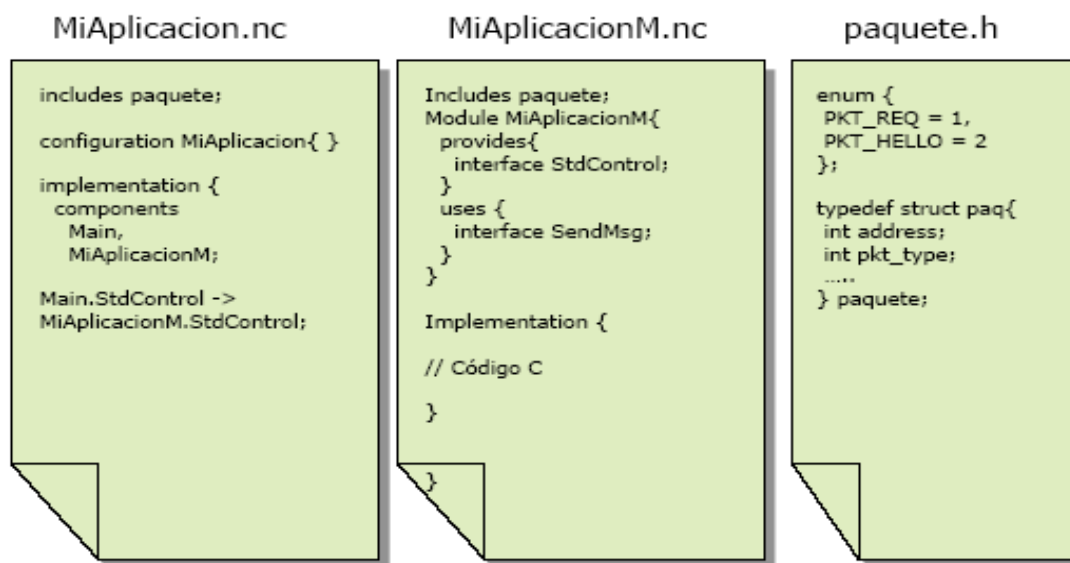 MiAplicacion.nc
includes paquete;
configuration MiAplicacion{ }
implementation {
components
Main,
MiAplicacionM;
Main.StdControl ->
MiAplicacionM.StdControl;
MiAplicacionM.nc
Includes paquete;
Module MiAplicacionM{
provides{
interface StdControl;
}
uses {
interface SendMsg;
}
}
Implementation {
// Código C
}
}
paquete.h
enum {
PKT_REQ = 1,
PKT_HELLO = 2
};
typedef struct paq{
int address;
int pkt_type;
.....
} paquete;